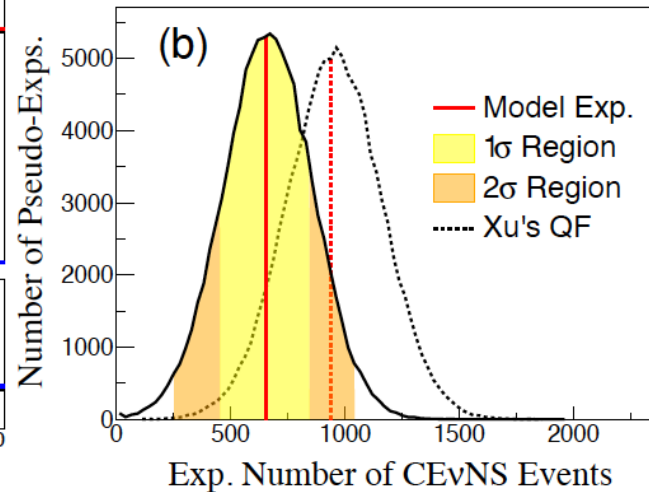 (b)
Number of Pseudo-Exps.
5000
4000
3000
2000
1000
0
Model Exp.
1σ Region
2σ Region
Xu's QF
0 500 1000 1500 2000
Exp. Number of CEνNS Events